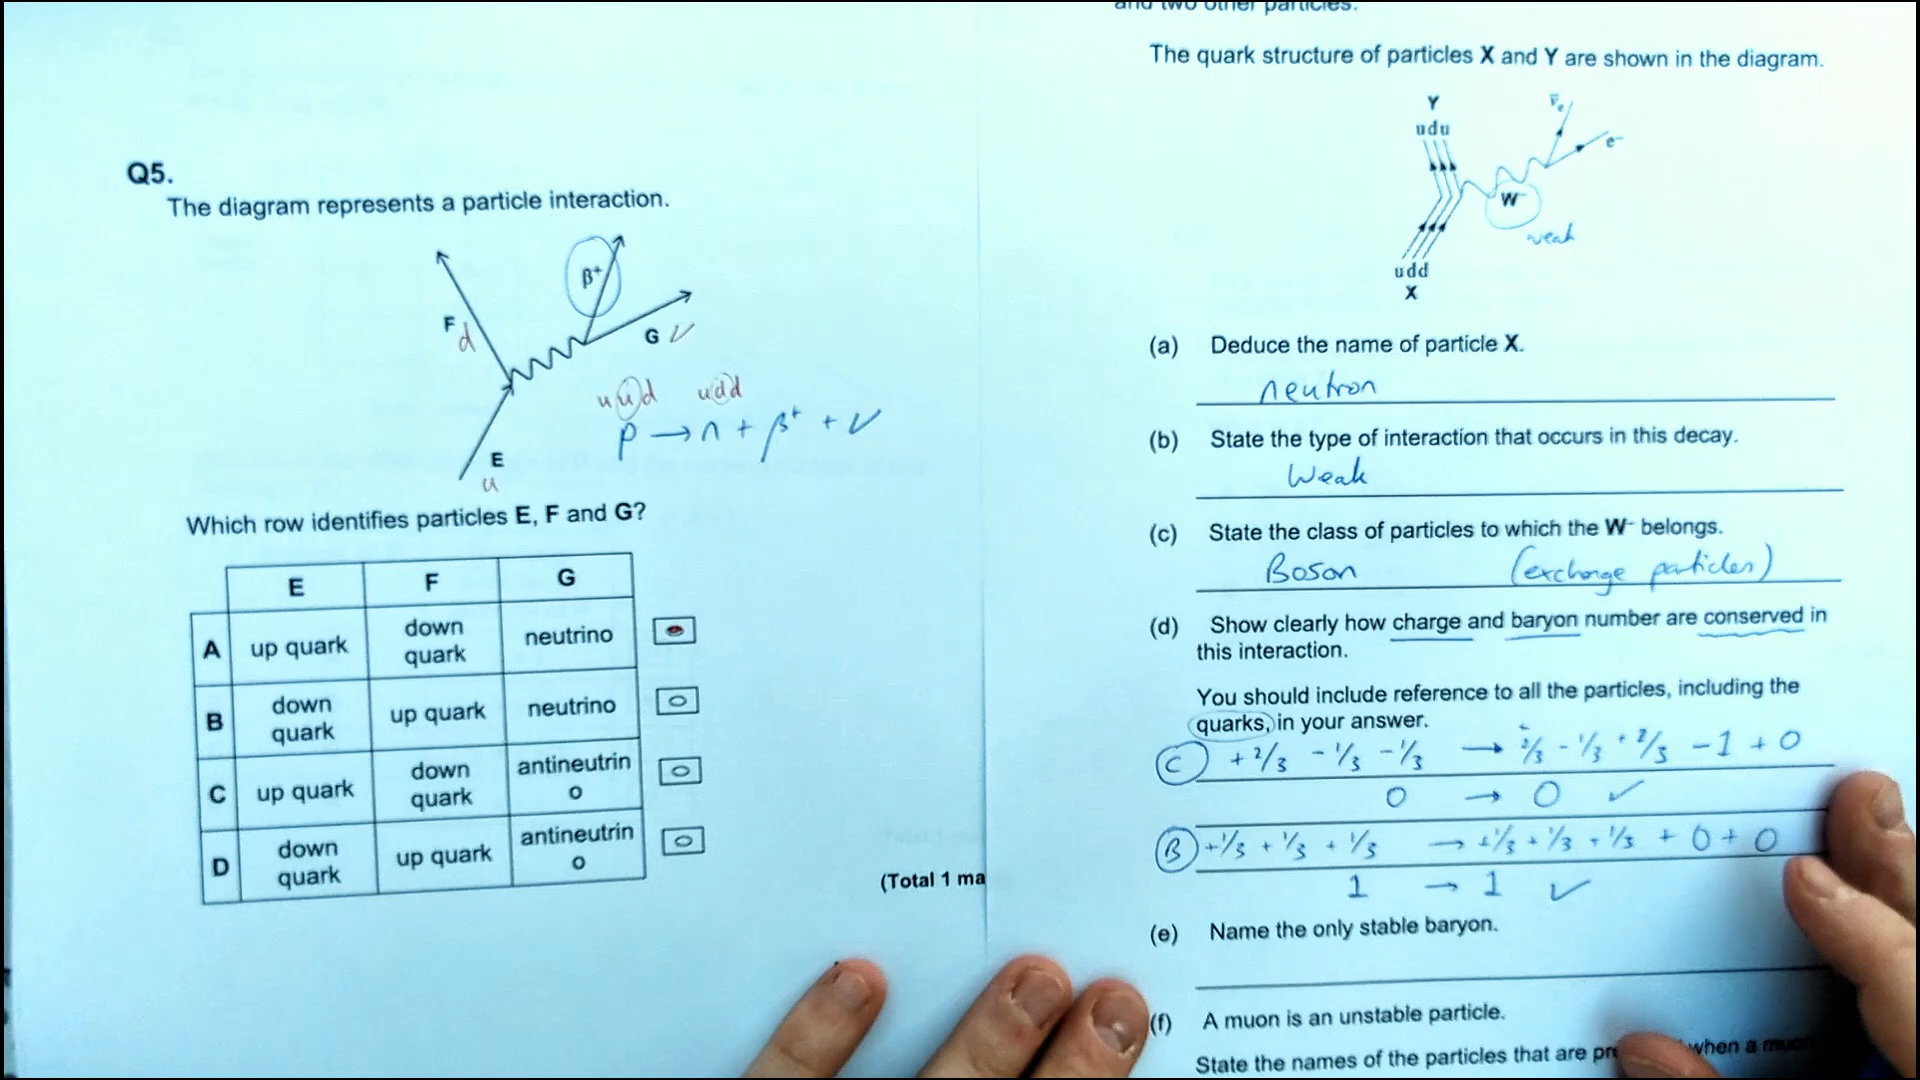 Q5.
The diagram represents a particle interaction.
β⁺
F d
G ν
uud udd
p → n + β⁺ + ν
E
u
Which row identifies particles E, F and G?
E F G
A up quark down quark neutrino
B down quark up quark neutrino
C up quark down quark antineutrin o
D down quark up quark antineutrin o
(Total 1 ma
and two other particles.
The quark structure of particles X and Y are shown in the diagram.
Y
udu
ν̅e
e⁻
W⁻
weak
udd
X
(a) Deduce the name of particle X.
neutron
(b) State the type of interaction that occurs in this decay.
Weak
(c) State the class of particles to which the W⁻ belongs.
Boson (exchange particles)
(d) Show clearly how charge and baryon number are conserved in
this interaction.
You should include reference to all the particles, including the
quarks, in your answer.
C +2/3 -1/3 -1/3 → +2/3 -1/3 +2/3 -1 + 0
0 → 0 ✓
B +1/3 + 1/3 + 1/3 → +1/3 + 1/3 + 1/3 + 0 + 0
1 → 1 ✓
(e) Name the only stable baryon.
(f) A muon is an unstable particle.
State the names of the particles that are pr when a muo